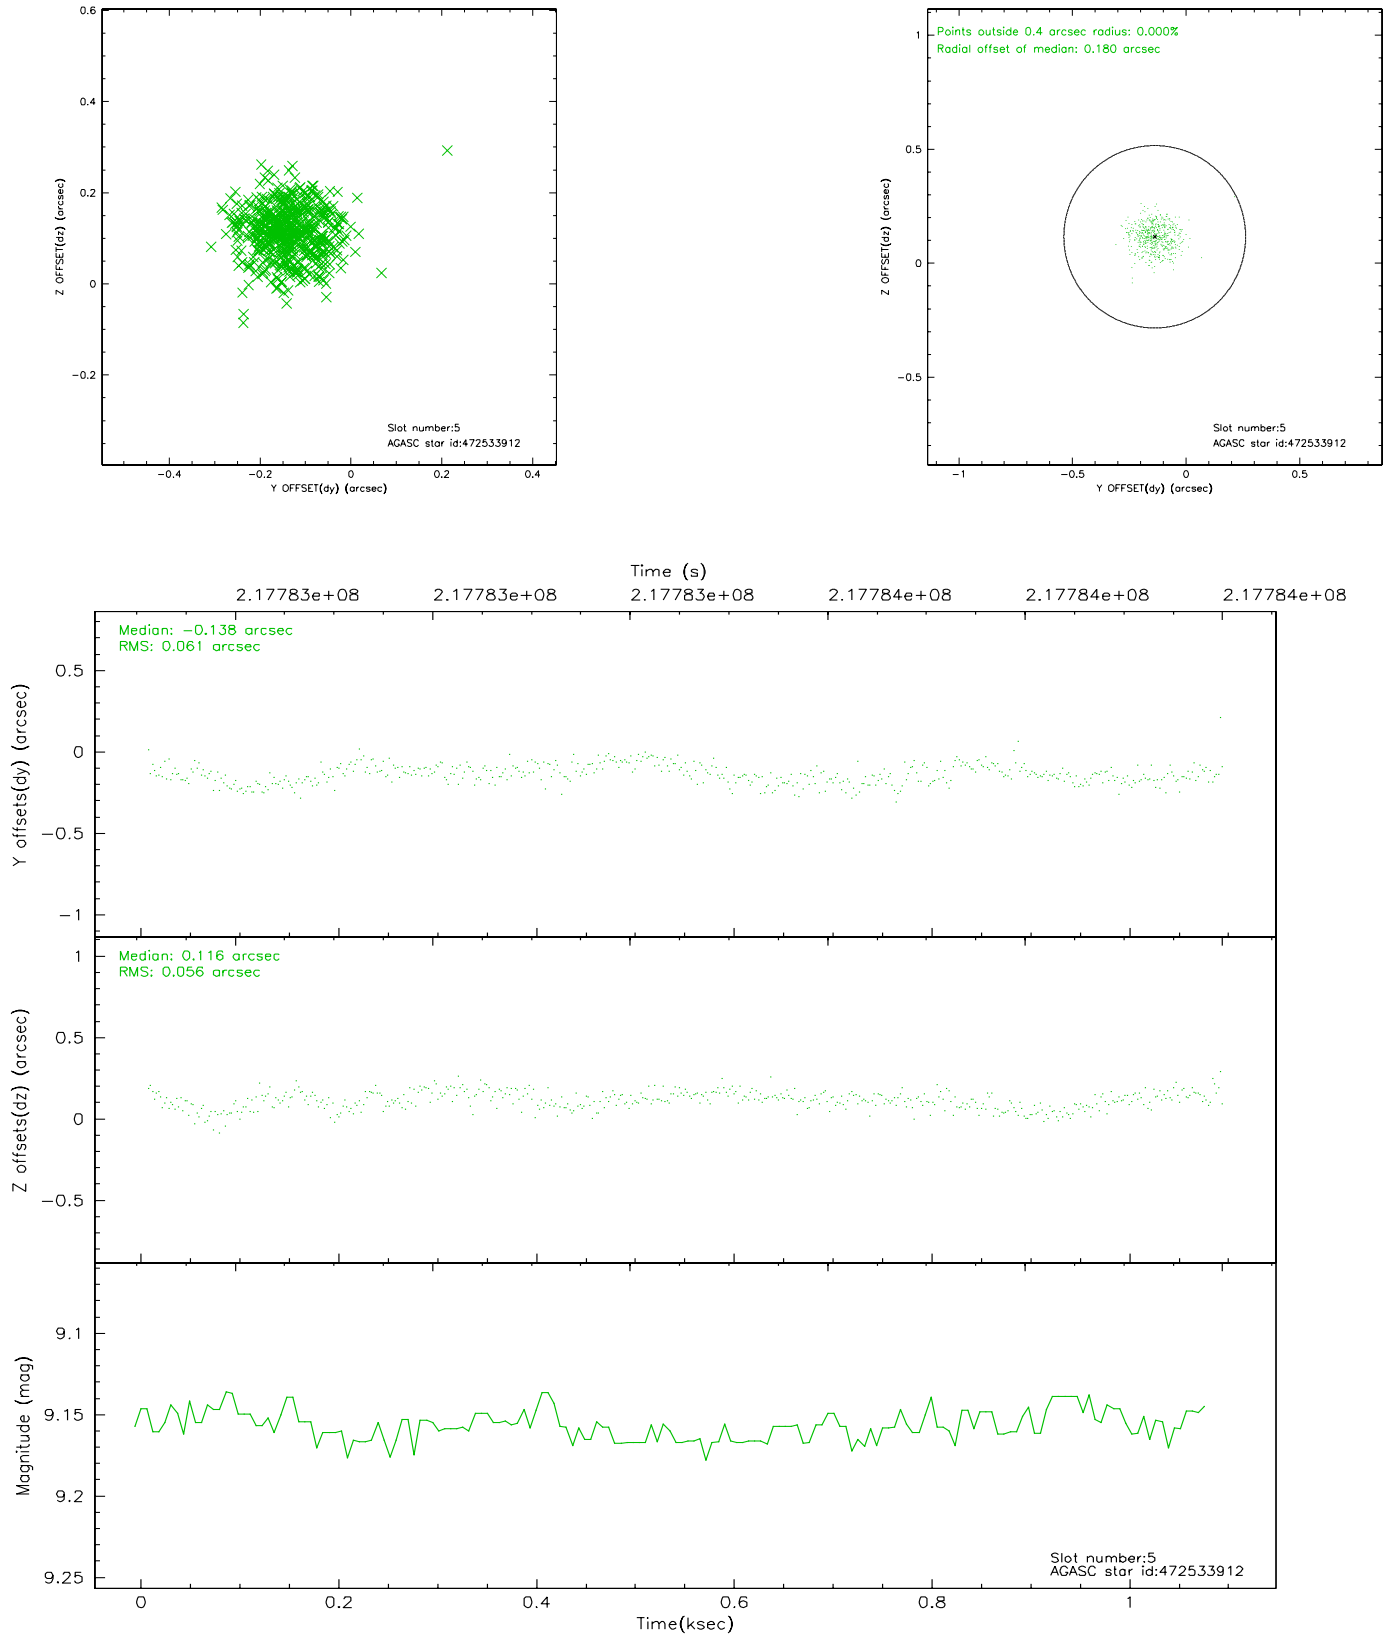 0.6
0.4
0.2
0
−0.2
Z OFFSET(dz) (arcsec)
−0.4
−0.2
0
0.2
0.4
Y OFFSET(dy) (arcsec)
Slot number:5
AGASC star id:472533912
Points outside 0.4 arcsec radius: 0.000%
Radial offset of median: 0.180 arcsec
1
0.5
0
−0.5
Z OFFSET(dz) (arcsec)
−1
−0.5
0
0.5
Y OFFSET(dy) (arcsec)
Slot number:5
AGASC star id:472533912
Time (s)
2.17783e+08
2.17783e+08
2.17783e+08
2.17784e+08
2.17784e+08
2.17784e+08
Median: −0.138 arcsec
RMS: 0.061 arcsec
0.5
0
−0.5
−1
Y offsets(dy) (arcsec)
Median: 0.116 arcsec
RMS: 0.056 arcsec
1
0.5
0
−0.5
Z offsets(dz) (arcsec)
9.1
9.15
9.2
9.25
Magnitude (mag)
Slot number:5
AGASC star id:472533912
0
0.2
0.4
0.6
0.8
1
Time(ksec)